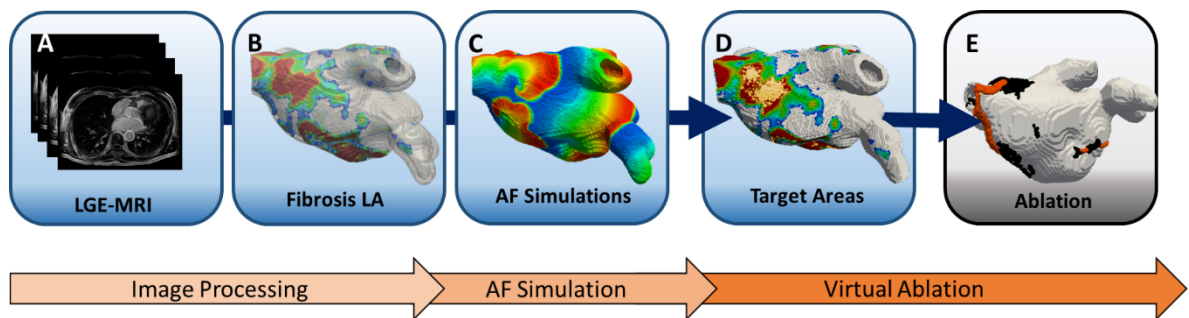 A
B
C
D
E
LGE-MRI
Fibrosis LA
AF Simulations
Target Areas
Ablation
Image Processing
AF Simulation
Virtual Ablation